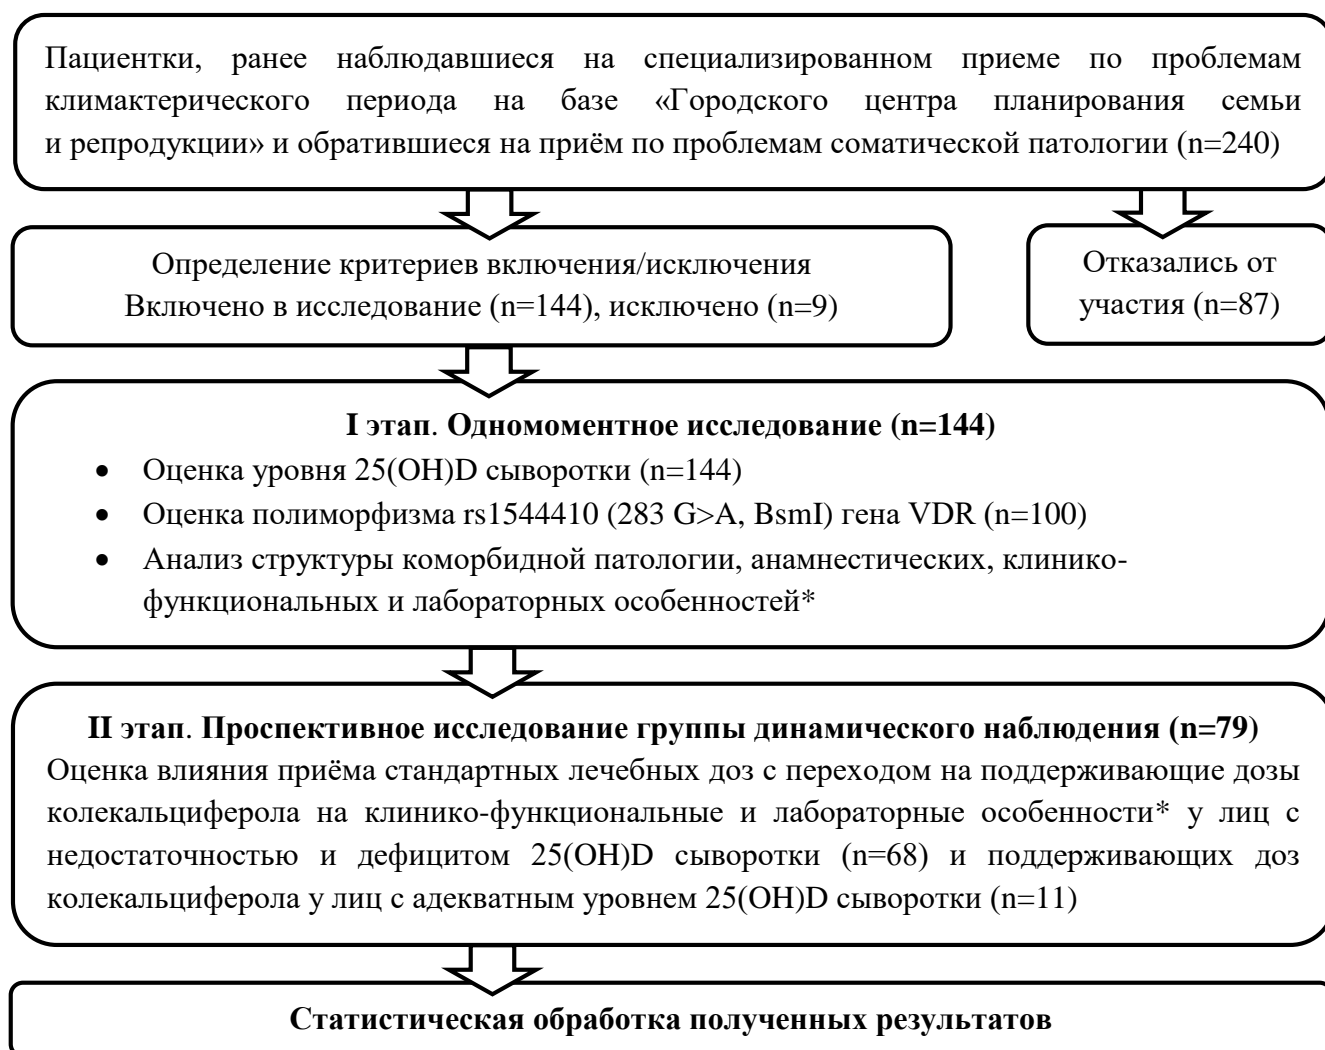 Пациентки, ранее наблюдавшиеся на специализированном приеме по проблемам
климактерического периода на базе «Городского центра планирования семьи
и репродукции» и обратившиеся на приём по проблемам соматической патологии (n=240)
Определение критериев включения/исключения
Включено в исследование (n=144), исключено (n=9)
Отказались от
участия (n=87)
I этап. Одномоментное исследование (n=144)
• Оценка уровня 25(OH)D сыворотки (n=144)
• Оценка полиморфизма rs1544410 (283 G>A, BsmI) гена VDR (n=100)
• Анализ структуры коморбидной патологии, анамнестических, клинико-
функциональных и лабораторных особенностей*
II этап. Проспективное исследование группы динамического наблюдения (n=79)
Оценка влияния приёма стандартных лечебных доз с переходом на поддерживающие дозы
колекальциферола на клинико-функциональные и лабораторные особенности* у лиц с
недостаточностью и дефицитом 25(OH)D сыворотки (n=68) и поддерживающих доз
колекальциферола у лиц с адекватным уровнем 25(OH)D сыворотки (n=11)
Статистическая обработка полученных результатов